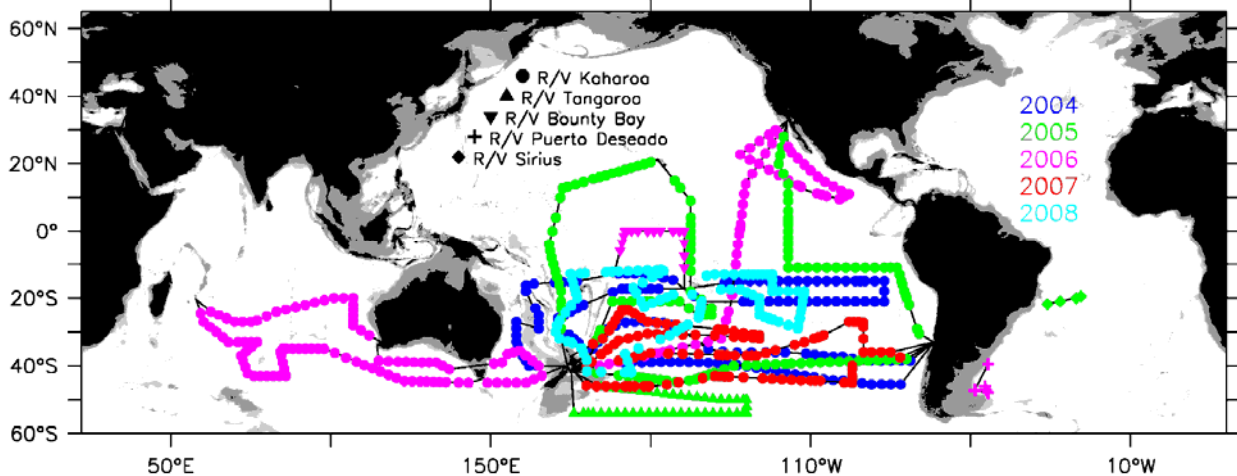 60°N
40°N
20°N
0°
20°S
40°S
60°S
R/V Kaharoa
R/V Tangaroa
R/V Bounty Bay
R/V Puerto Deseado
R/V Sirius
2004
2005
2006
2007
2008
50°E
150°E
110°W
10°W